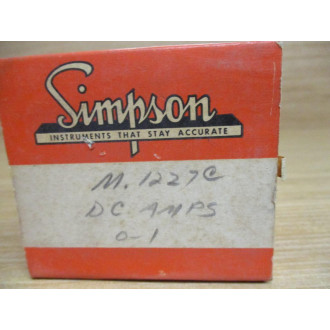 Simpson
INSTRUMENTS THAT STAY ACCURATE
M. 1227C
DC AMPS
0-1